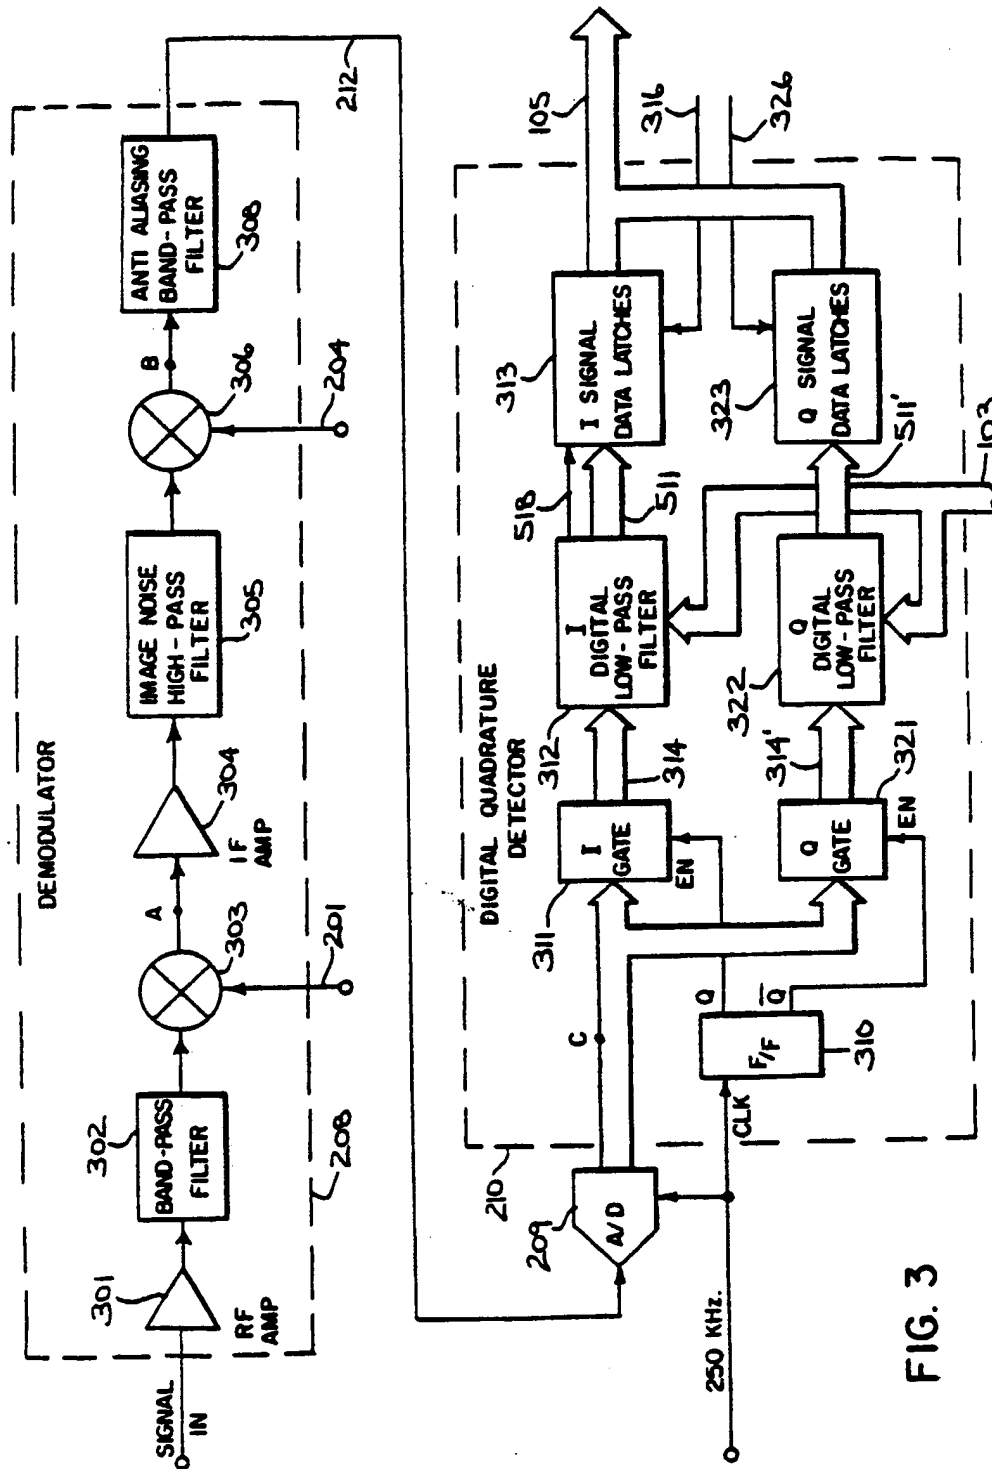 DEMODULATOR
SIGNAL
IN
301
RF
AMP
302
BAND-PASS
FILTER
208
303
201
A
304
IF
AMP
IMAGE NOISE
HIGH-PASS
FILTER
305
B
306
204
ANTI ALIASING
BAND-PASS
FILTER
308
212
DIGITAL QUADRATURE
DETECTOR
210
209
A/D
250 KHz.
CLK
C
F/F
310
Q
Q̅
311
I
GATE
EN
Q
GATE
EN
321
314
314'
312
I
DIGITAL
LOW-PASS
FILTER
322
Q
DIGITAL
LOW-PASS
FILTER
518
511
511'
103
313
I SIGNAL
DATA LATCHES
323
Q SIGNAL
DATA LATCHES
105
316
326
FIG. 3